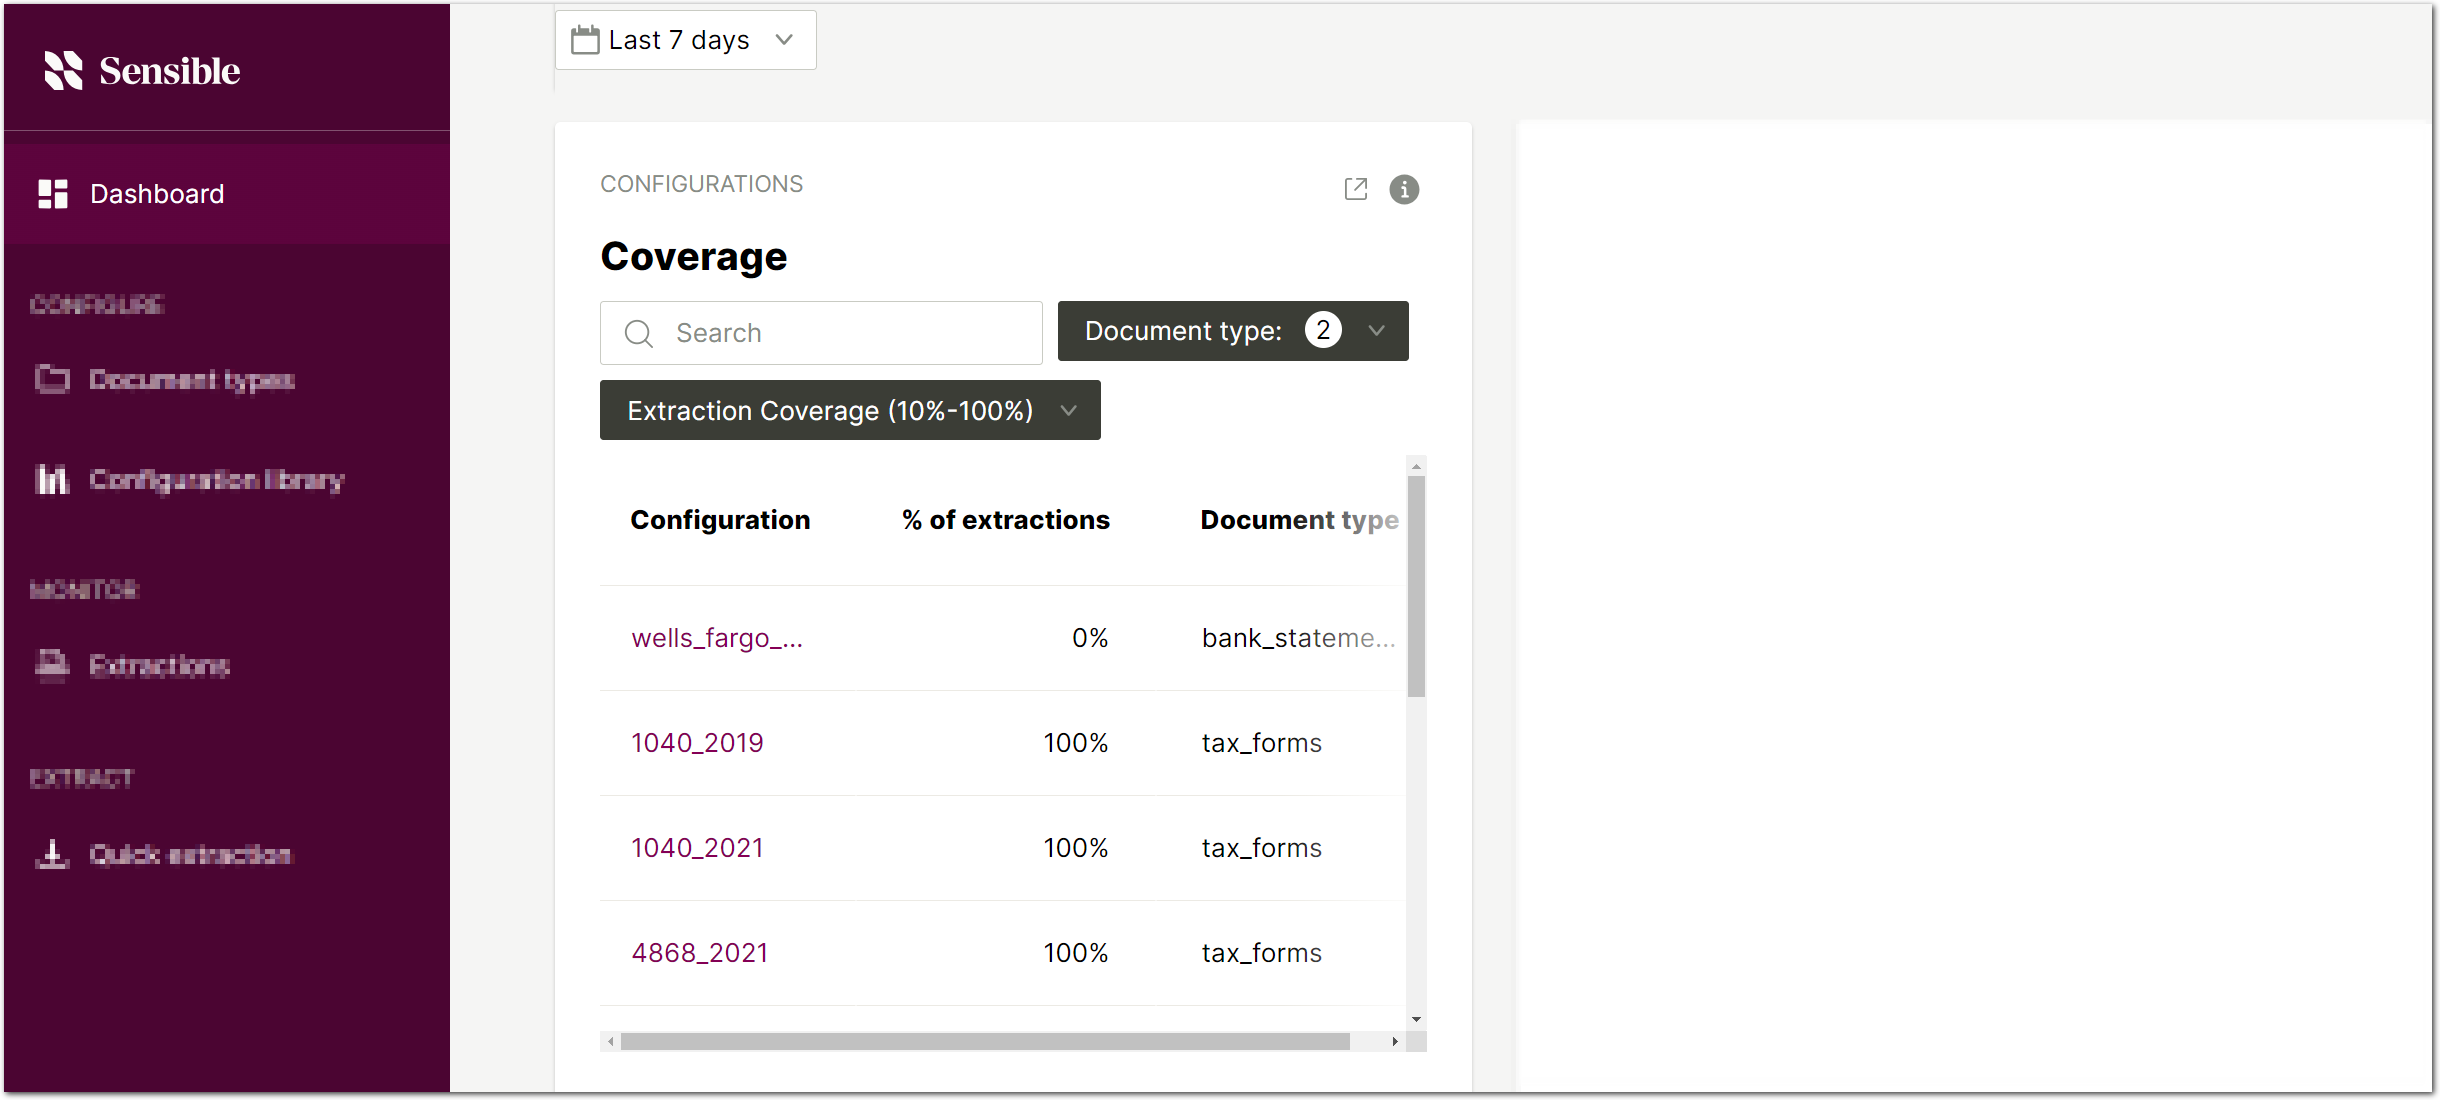 Sensible
Dashboard
CONFIGURE
Document types
Configuration library
MONITOR
Extractions
EXTRACT
Quick extraction
Last 7 days
CONFIGURATIONS
Coverage
Search
Document type: 2
Extraction Coverage (10%-100%)
Configuration % of extractions Document type
wells_fargo_... 0% bank_stateme...
1040_2019 100% tax_forms
1040_2021 100% tax_forms
4868_2021 100% tax_forms